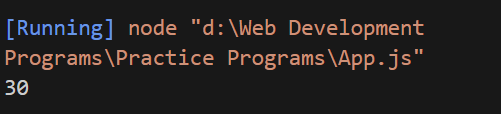 [Running] node "d:\Web Development
Programs\Practice Programs\App.js"
30